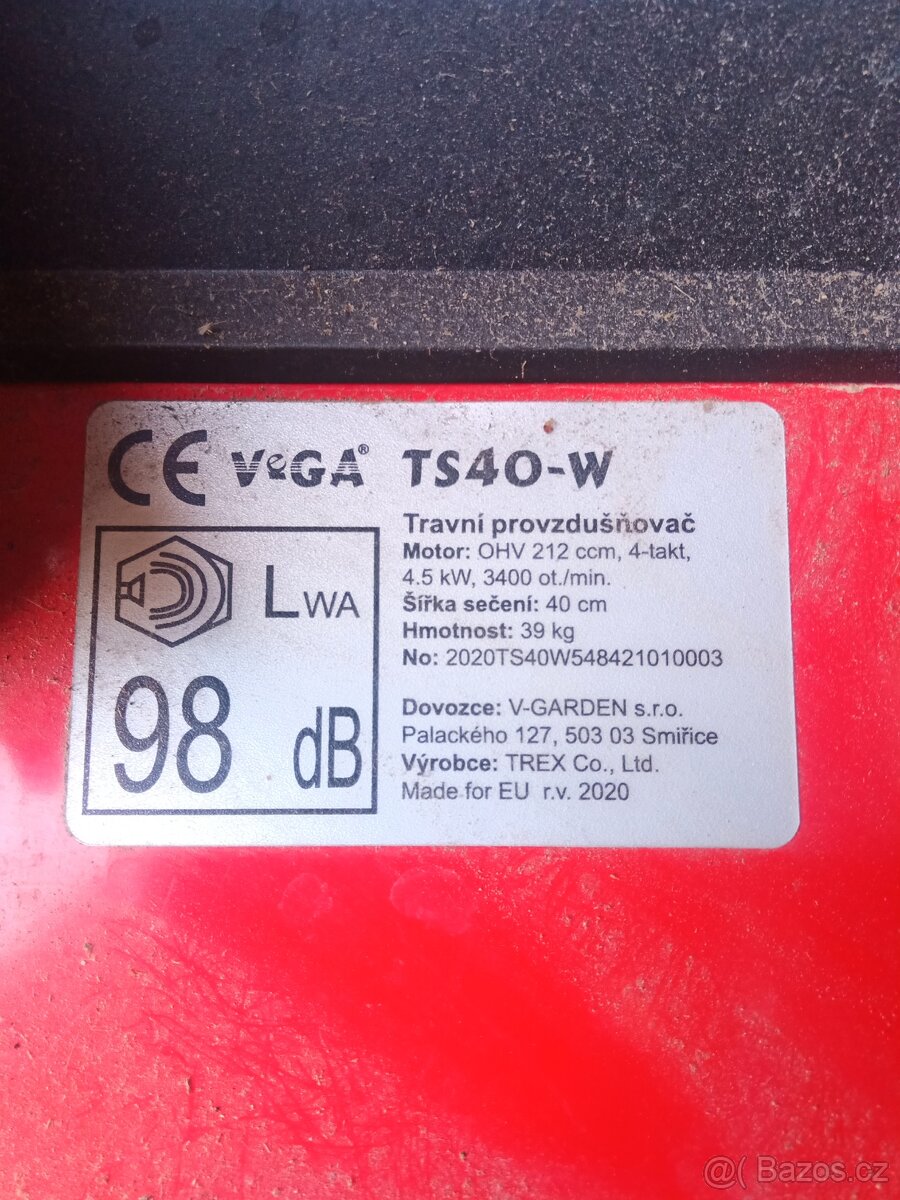 CE VeGA® TS40-W
Travní provzdušňovač
Motor: OHV 212 ccm, 4-takt,
4.5 kW, 3400 ot./min.
Šířka sečení: 40 cm
Hmotnost: 39 kg
No: 2020TS40W548421010003
LWA
98 dB
Dovozce: V-GARDEN s.r.o.
Palackého 127, 503 03 Smiřice
Výrobce: TREX Co., Ltd.
Made for EU r.v. 2020
@( Bazos.cz